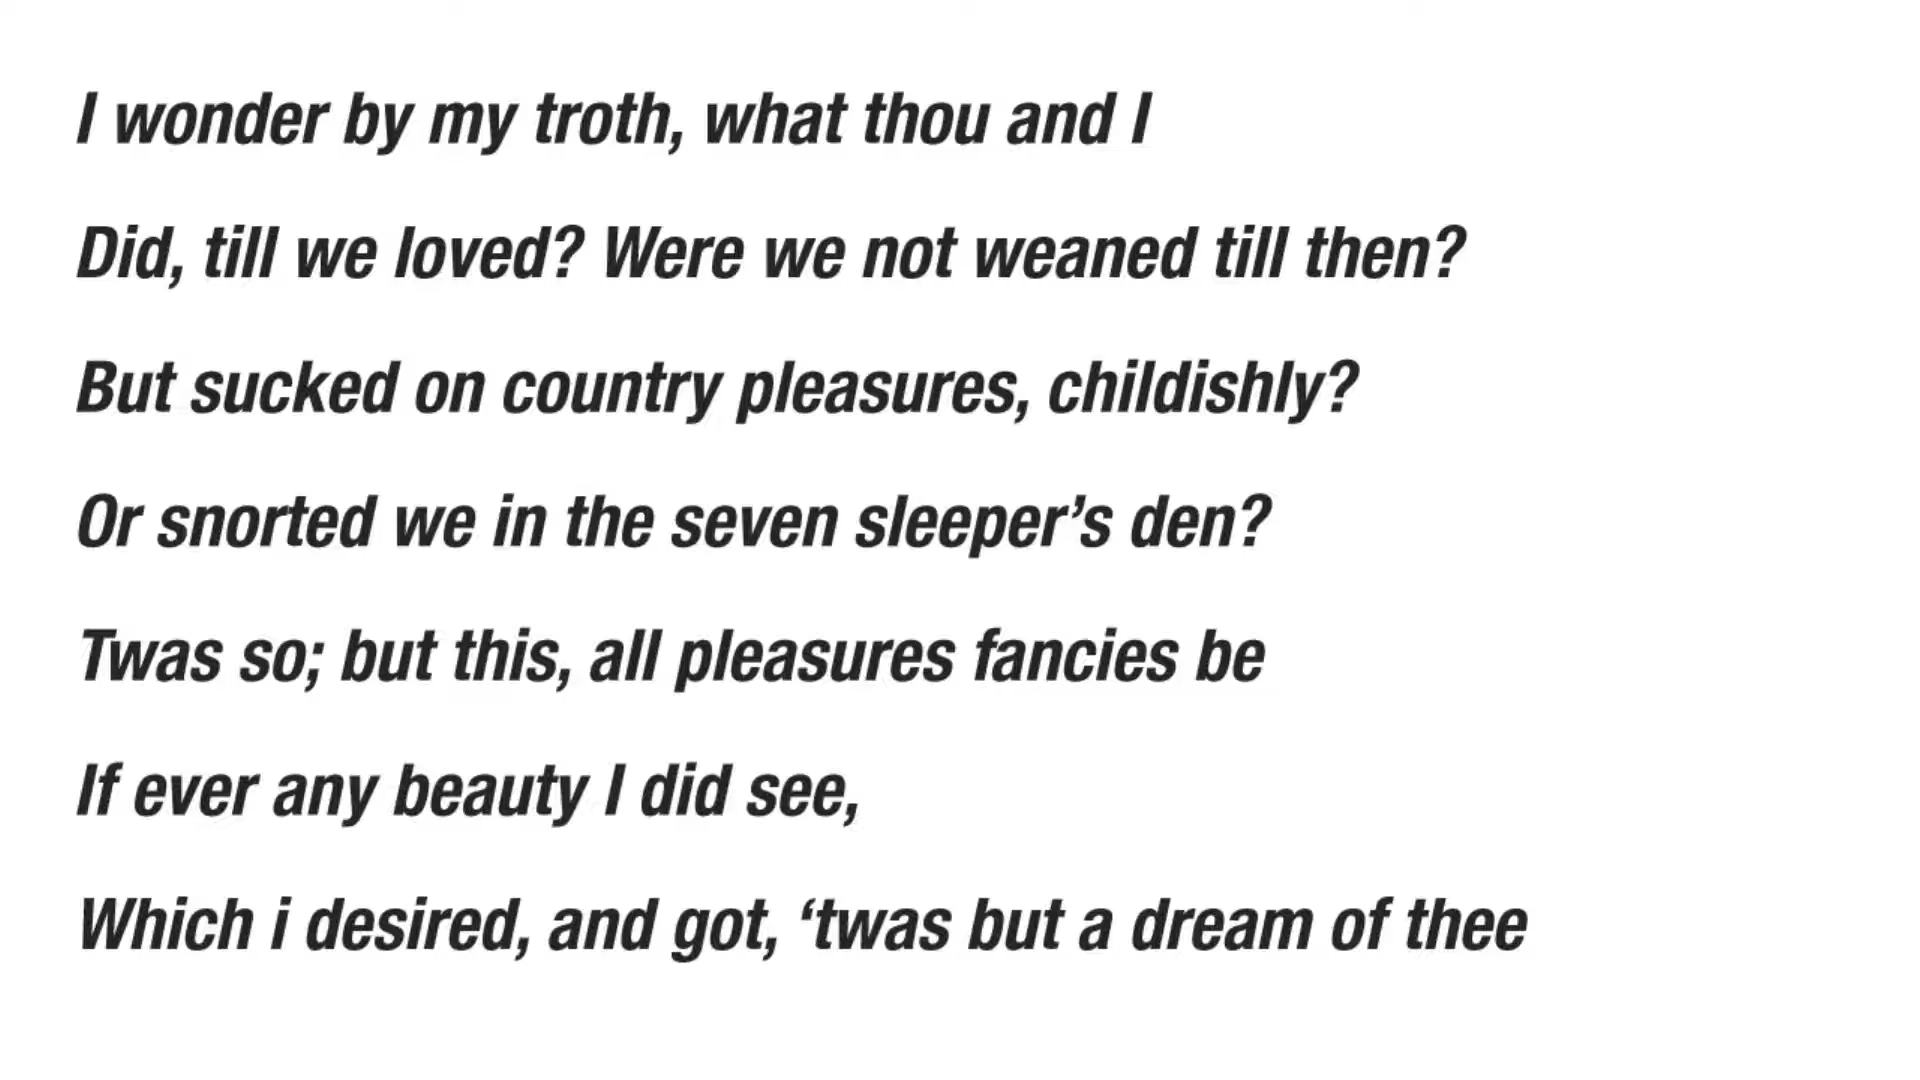 I wonder by my troth, what thou and I
Did, till we loved? Were we not weaned till then?
But sucked on country pleasures, childishly?
Or snorted we in the seven sleeper’s den?
Twas so; but this, all pleasures fancies be
If ever any beauty I did see,
Which i desired, and got, ‘twas but a dream of thee